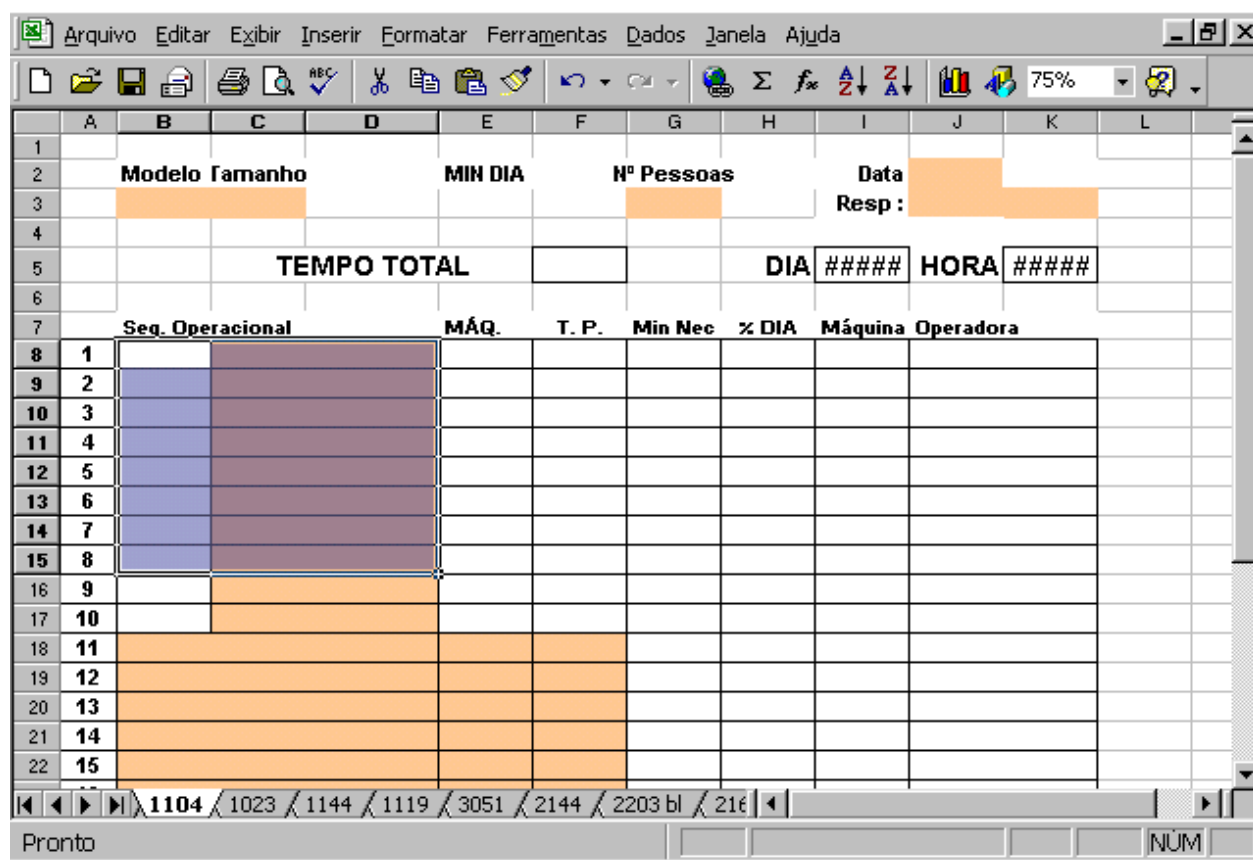 Arquivo Editar Exibir Inserir Formatar Ferramentas Dados Janela Ajuda
ABC Σ fx A Z Z A 75%
A B C D E F G H I J K L
1
2 Modelo Tamanho MIN DIA Nº Pessoas Data
3 Resp :
4
5 TEMPO TOTAL DIA ##### HORA #####
6
7 Seq. Operacional MÁQ. T. P. Min Nec % DIA Máquina Operadora
8 1
9 2
10 3
11 4
12 5
13 6
14 7
15 8
16 9
17 10
18 11
19 12
20 13
21 14
22 15
1104 1023 1144 1119 3051 2144 2203 bl
Pronto NÚM